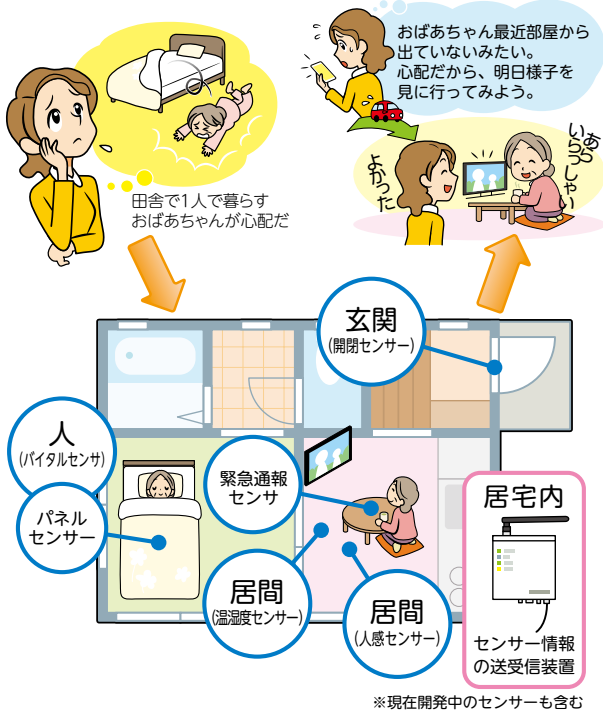 おばあちゃん最近部屋から
出ていないみたい。
心配だから、明日様子を
見に行ってみよう。
あら
いらっしゃい
よかった
田舎で1人で暮らす
おばあちゃんが心配だ
玄関
(開閉センサー)
人
(バイタルセンサ)
パネル
センサー
緊急通報
センサ
居間
(温湿度センサー)
居間
(人感センサー)
居宅内
センサー情報
の送受信装置
※現在開発中のセンサーも含む